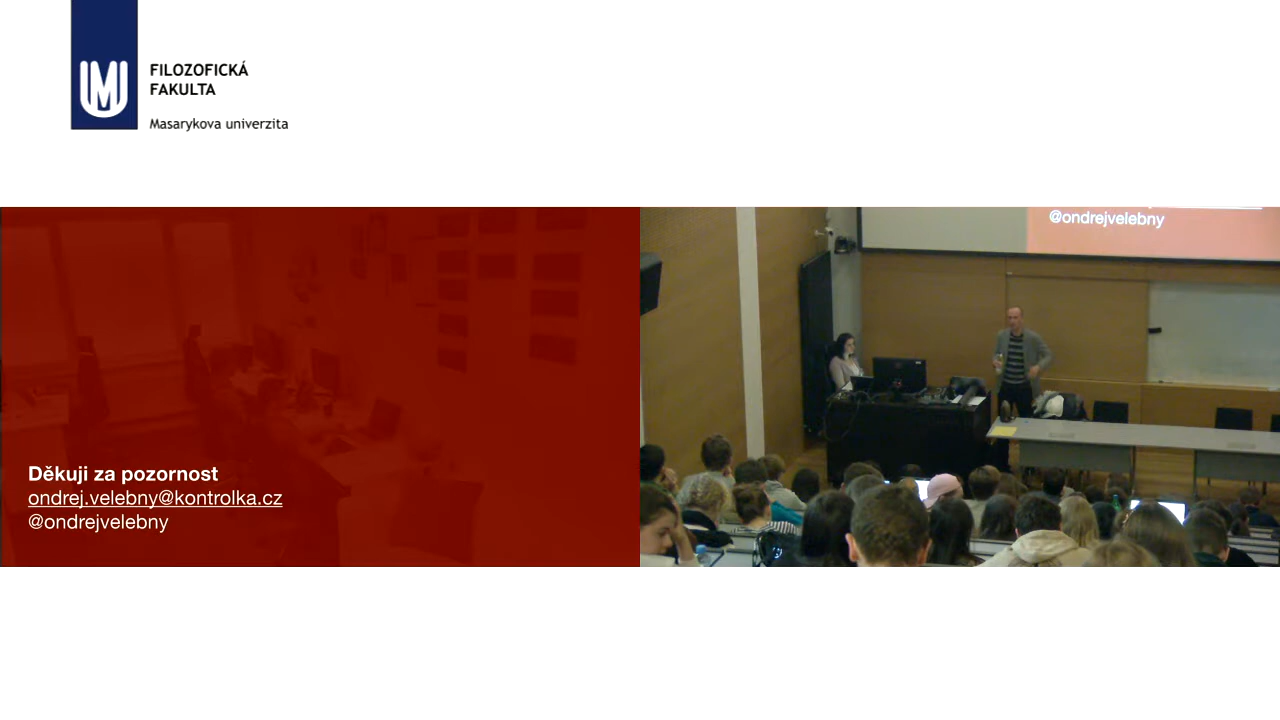 FILOZOFICKÁ
FAKULTA
Masarykova univerzita
Děkuji za pozornost
ondrej.velebny@kontrolka.cz
@ondrejvelebny
@ondrejvelebny